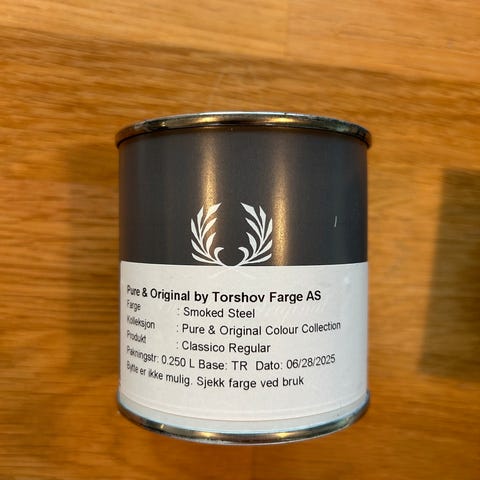 Pure & Original by Torshov Farge AS
Farge : Smoked Steel
Kolleksjon : Pure & Original Colour Collection
Produkt : Classico Regular
Pakningstr: 0.250 L Base: TR Dato: 06/28/2025
Bytte er ikke mulig. Sjekk farge ved bruk